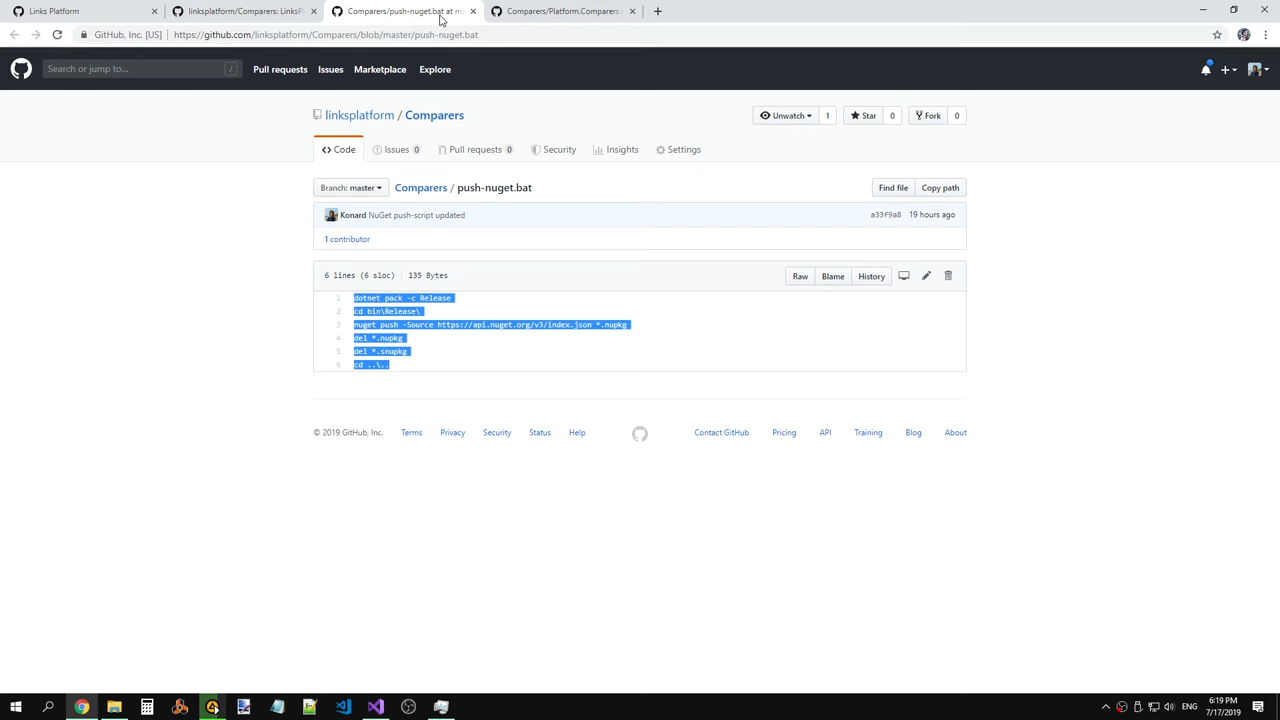 Links Platform
linksplatform/Comparers: LinksPl
Comparers/push-nuget.bat at ma
Comparers/Platform.Comparers.c
GitHub, Inc. [US]
https://github.com/linksplatform/Comparers/blob/master/push-nuget.bat
Search or jump to...
/
Pull requests
Issues
Marketplace
Explore
linksplatform / Comparers
Unwatch 1
Star 0
Fork 0
Code
Issues 0
Pull requests 0
Security
Insights
Settings
Branch: master
Comparers / push-nuget.bat
Find file
Copy path
Konard NuGet push-script updated
a33f9a8 19 hours ago
1 contributor
6 lines (6 sloc) 135 Bytes
Raw
Blame
History
1 dotnet pack -c Release
2 cd bin\Release\
3 nuget push -Source https://api.nuget.org/v3/index.json *.nupkg
4 del *.nupkg
5 del *.snupkg
6 cd ..\..
© 2019 GitHub, Inc.
Terms
Privacy
Security
Status
Help
Contact GitHub
Pricing
API
Training
Blog
About
ENG
6:19 PM
7/17/2019